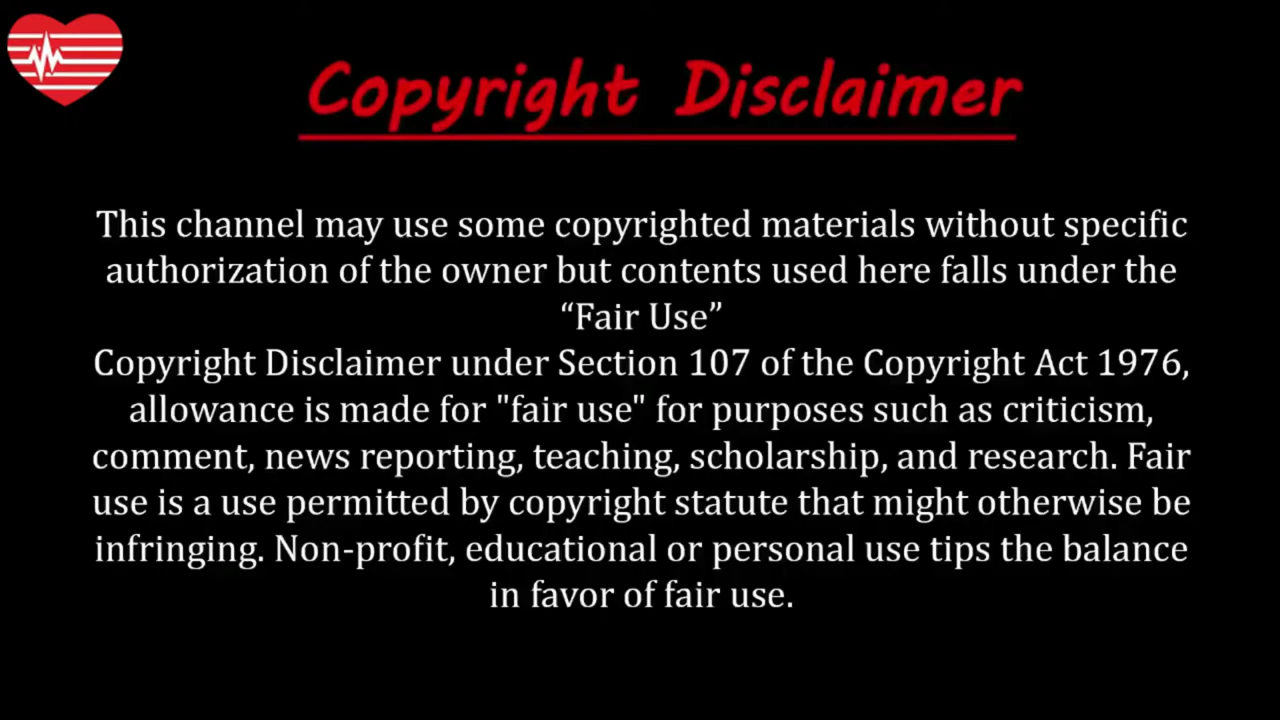 Copyright Disclaimer
This channel may use some copyrighted materials without specific
authorization of the owner but contents used here falls under the
“Fair Use”
Copyright Disclaimer under Section 107 of the Copyright Act 1976,
allowance is made for "fair use" for purposes such as criticism,
comment, news reporting, teaching, scholarship, and research. Fair
use is a use permitted by copyright statute that might otherwise be
infringing. Non-profit, educational or personal use tips the balance
in favor of fair use.